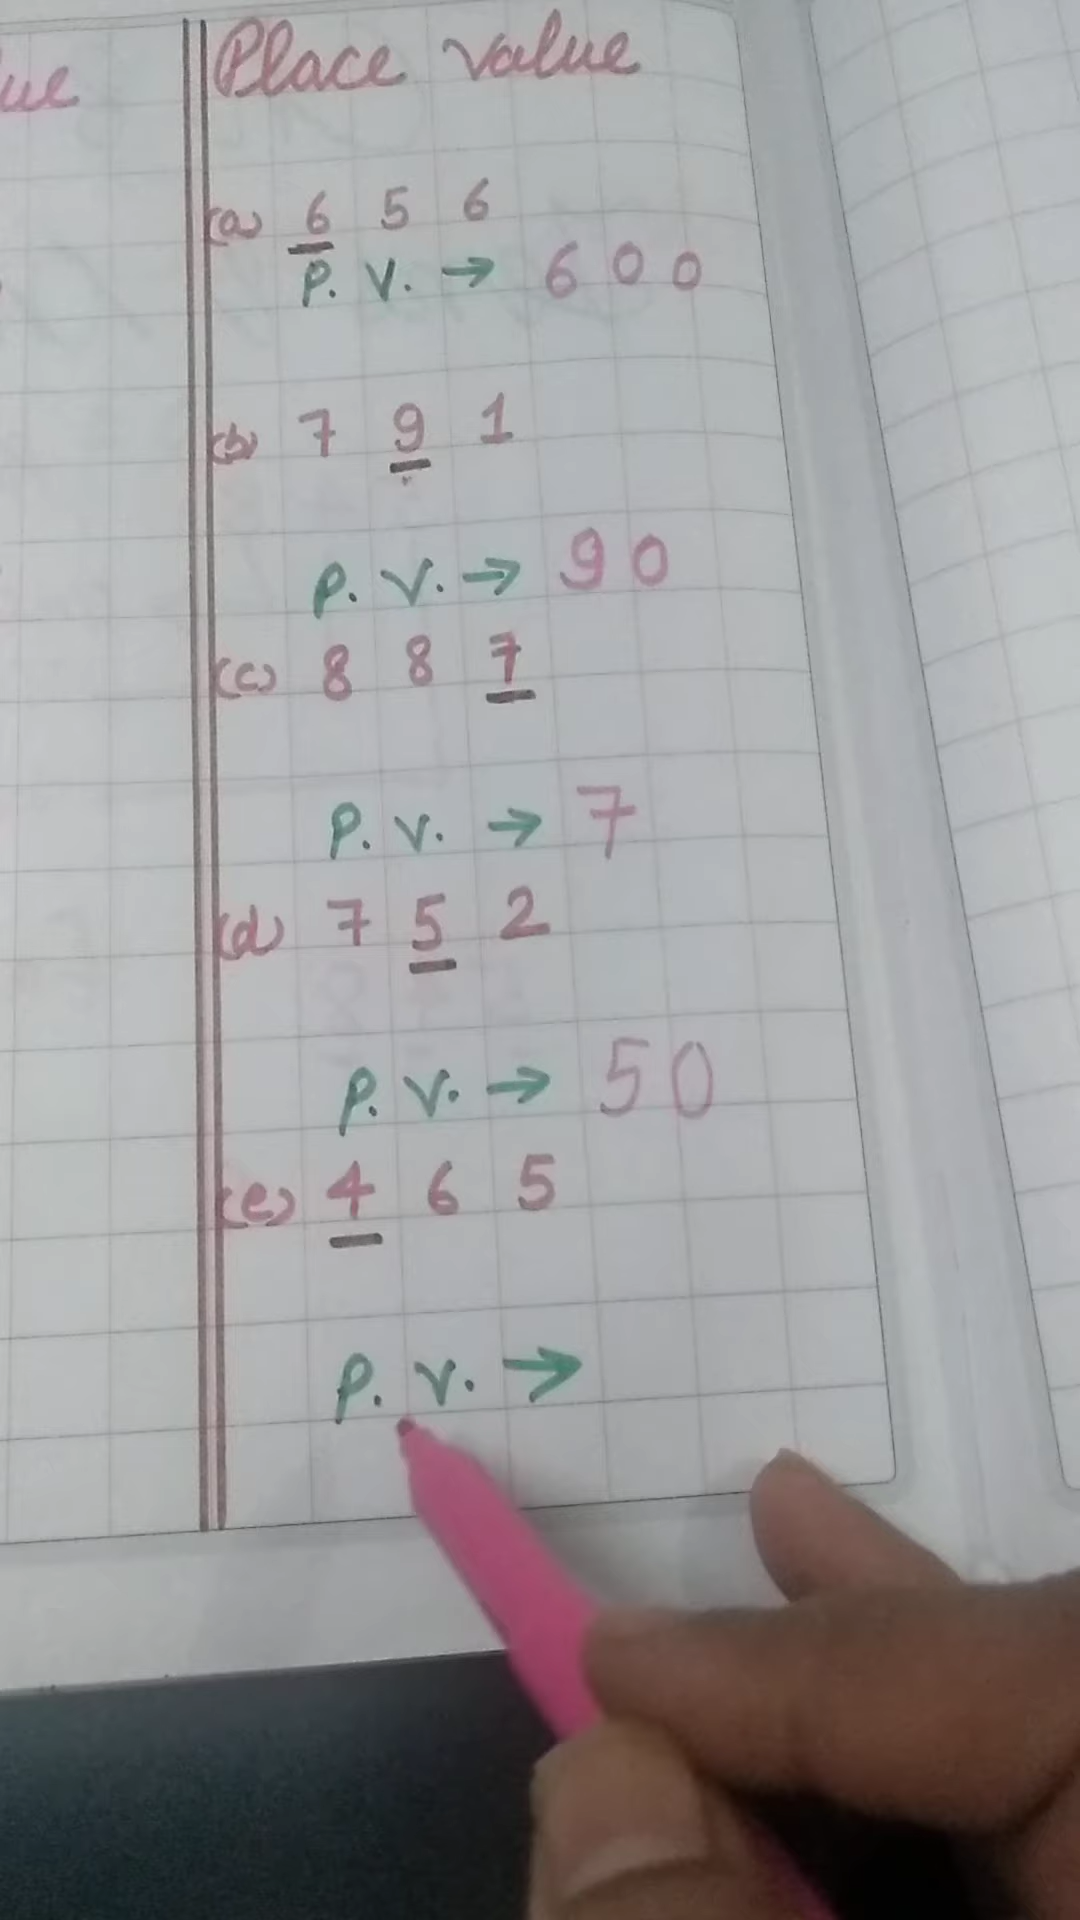 ue
Place value
(a) 6 5 6
P. V. → 6 0 0
(b) 7 9 1
P. V. → 9 0
(c) 8 8 7
P. V. → 7
(d) 7 5 2
P. V. → 5 0
(e) 4 6 5
P. V. →